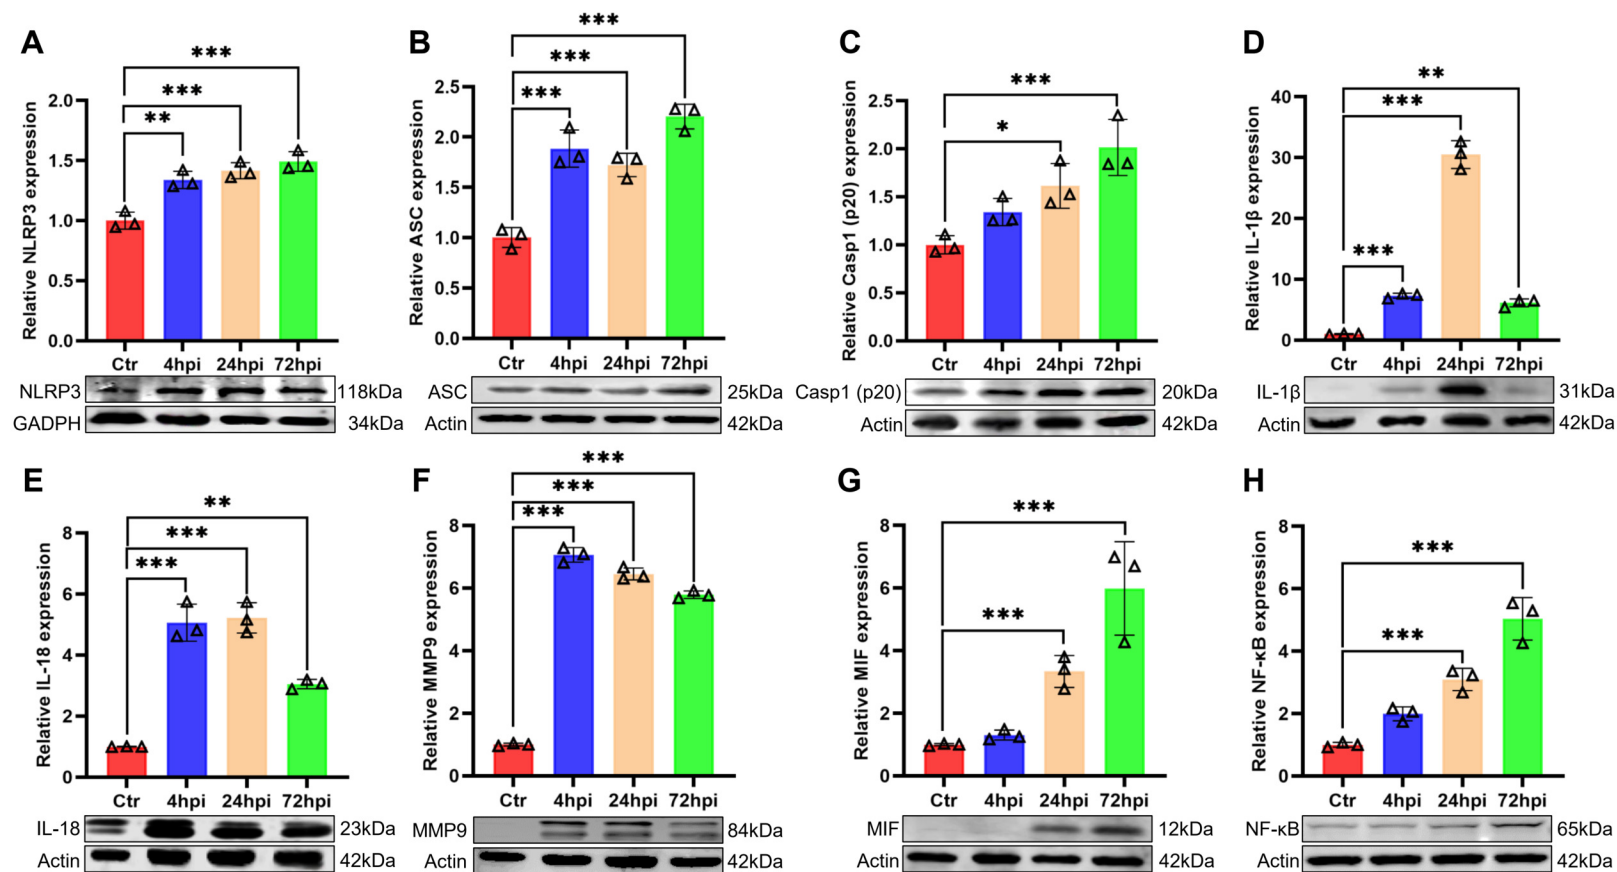 A
Relative NLRP3 expression
2.0
1.5
1.0
0.5
0.0
***
***
**
Ctr 4hpi 24hpi 72hpi
NLRP3 118kDa
GADPH 34kDa
B
Relative ASC expression
2.5
2.0
1.5
1.0
0.5
0.0
***
***
***
Ctr 4hpi 24hpi 72hpi
ASC 25kDa
Actin 42kDa
C
Relative Casp1 (p20) expression
2.5
2.0
1.5
1.0
0.5
0.0
***
*
Ctr 4hpi 24hpi 72hpi
Casp1 (p20) 20kDa
Actin 42kDa
D
Relative IL-1β expression
40
30
20
10
0
**
***
***
Ctr 4hpi 24hpi 72hpi
IL-1β 31kDa
Actin 42kDa
E
Relative IL-18 expression
8
6
4
2
0
**
***
***
Ctr 4hpi 24hpi 72hpi
IL-18 23kDa
Actin 42kDa
F
Relative MMP9 expression
8
6
4
2
0
***
***
***
Ctr 4hpi 24hpi 72hpi
MMP9 84kDa
Actin 42kDa
G
Relative MIF expression
8
6
4
2
0
***
***
Ctr 4hpi 24hpi 72hpi
MIF 12kDa
Actin 42kDa
H
Relative NF-κB expression
8
6
4
2
0
***
***
Ctr 4hpi 24hpi 72hpi
NF-κB 65kDa
Actin 42kDa